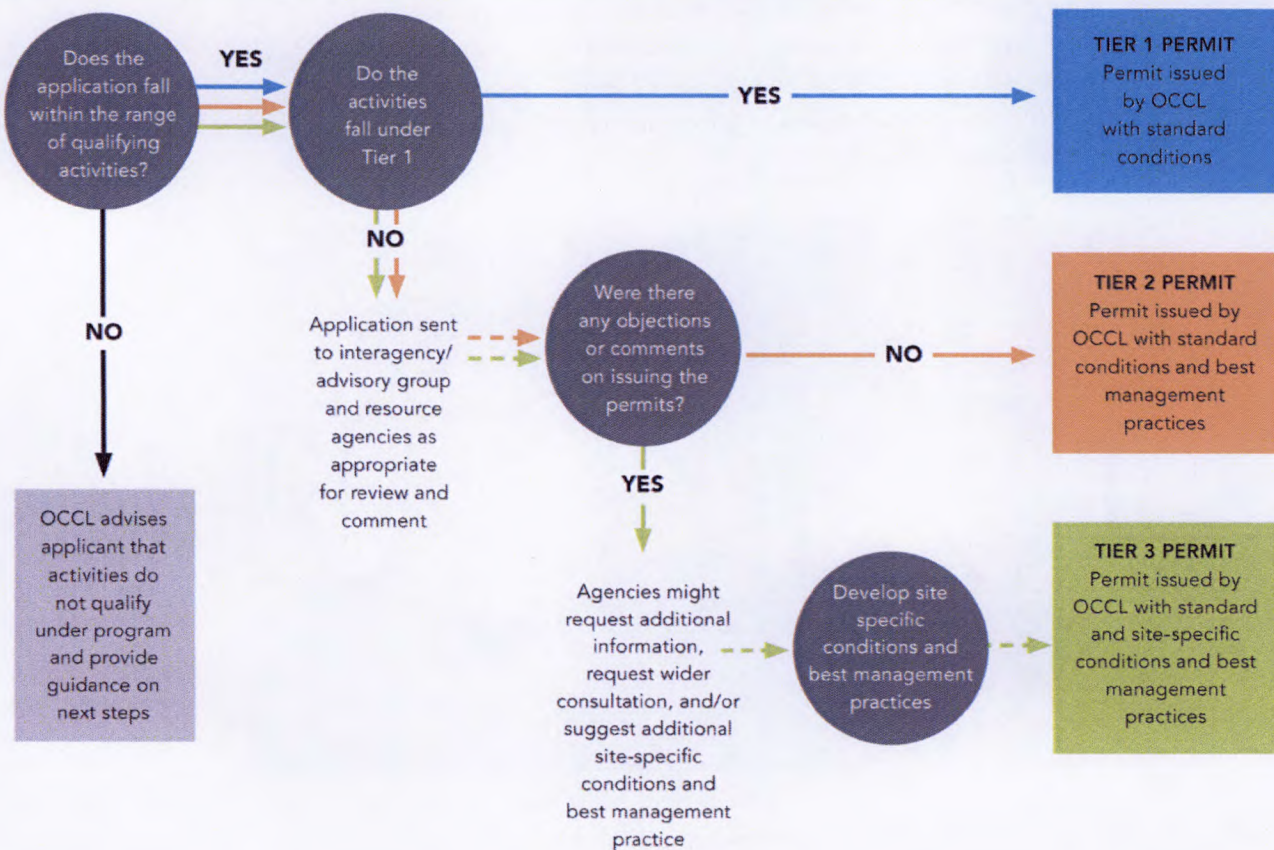 Does the
application fall
within the range
of qualifying
activities?
YES
Do the
activities
fall under
Tier 1
YES
TIER 1 PERMIT
Permit issued
by OCCL
with standard
conditions
NO
NO
Application sent
to interagency/
advisory group
and resource
agencies as
appropriate
for review and
comment
Were there
any objections
or comments
on issuing the
permits?
NO
TIER 2 PERMIT
Permit issued by
OCCL with standard
conditions and best
management
practices
OCCL advises
applicant that
activities do
not qualify
under program
and provide
guidance on
next steps
YES
Agencies might
request additional
information,
request wider
consultation, and/or
suggest additional
site-specific
conditions and
best management
practice
Develop site
specific
conditions and
best management
practices
TIER 3 PERMIT
Permit issued by
OCCL with standard
and site-specific
conditions and best
management
practices